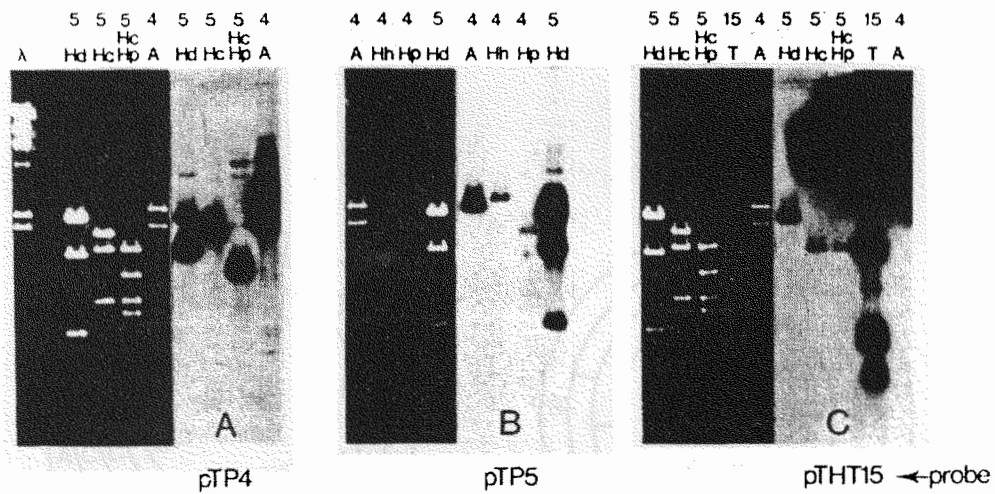 5 5 5 4 5 5 5 4
Hc Hc
λ Hd Hc Hp A Hd Hc Hp A
4 4 4 5 4 4 4 5
A Hh Hp Hd A Hh Hp Hd
5 5 5 15 4 5 5 5 15 4
Hc Hc
Hd Hc Hp T A Hd Hc Hp T A
A
B
C
pTP4
pTP5
pTHT15 ←probe